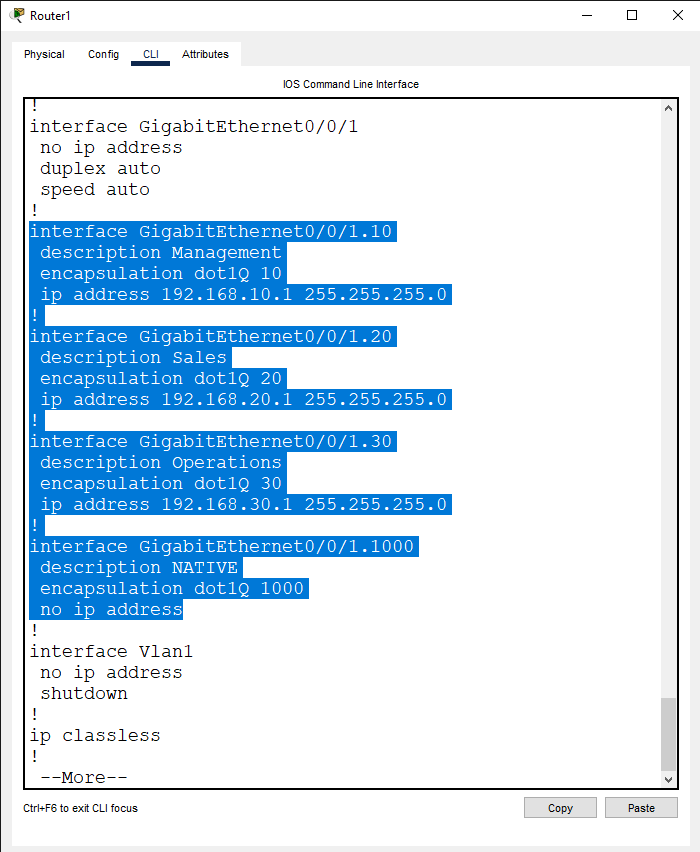 Router1
Physical Config CLI Attributes
IOS Command Line Interface
!
interface GigabitEthernet0/0/1
 no ip address
 duplex auto
 speed auto
!
interface GigabitEthernet0/0/1.10
 description Management
 encapsulation dot1Q 10
 ip address 192.168.10.1 255.255.255.0
!
interface GigabitEthernet0/0/1.20
 description Sales
 encapsulation dot1Q 20
 ip address 192.168.20.1 255.255.255.0
!
interface GigabitEthernet0/0/1.30
 description Operations
 encapsulation dot1Q 30
 ip address 192.168.30.1 255.255.255.0
!
interface GigabitEthernet0/0/1.1000
 description NATIVE
 encapsulation dot1Q 1000
 no ip address
!
interface Vlan1
 no ip address
 shutdown
!
ip classless
!
 --More--
Ctrl+F6 to exit CLI focus
Copy Paste